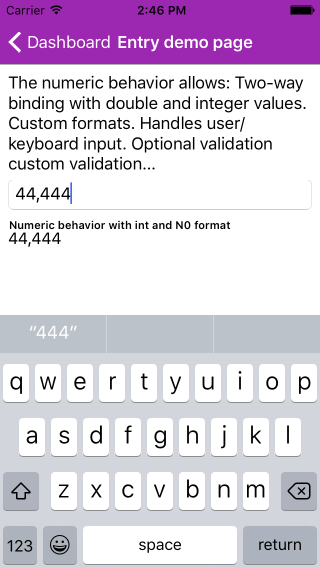 Carrier 2:46 PM
Dashboard Entry demo page
The numeric behavior allows: Two-way
binding with double and integer values.
Custom formats. Handles user/
keyboard input. Optional validation
custom validation...
44,444
Numeric behavior with int and N0 format
44,444
“444”
q w e r t y u i o p
a s d f g h j k l
z x c v b n m
123 space return